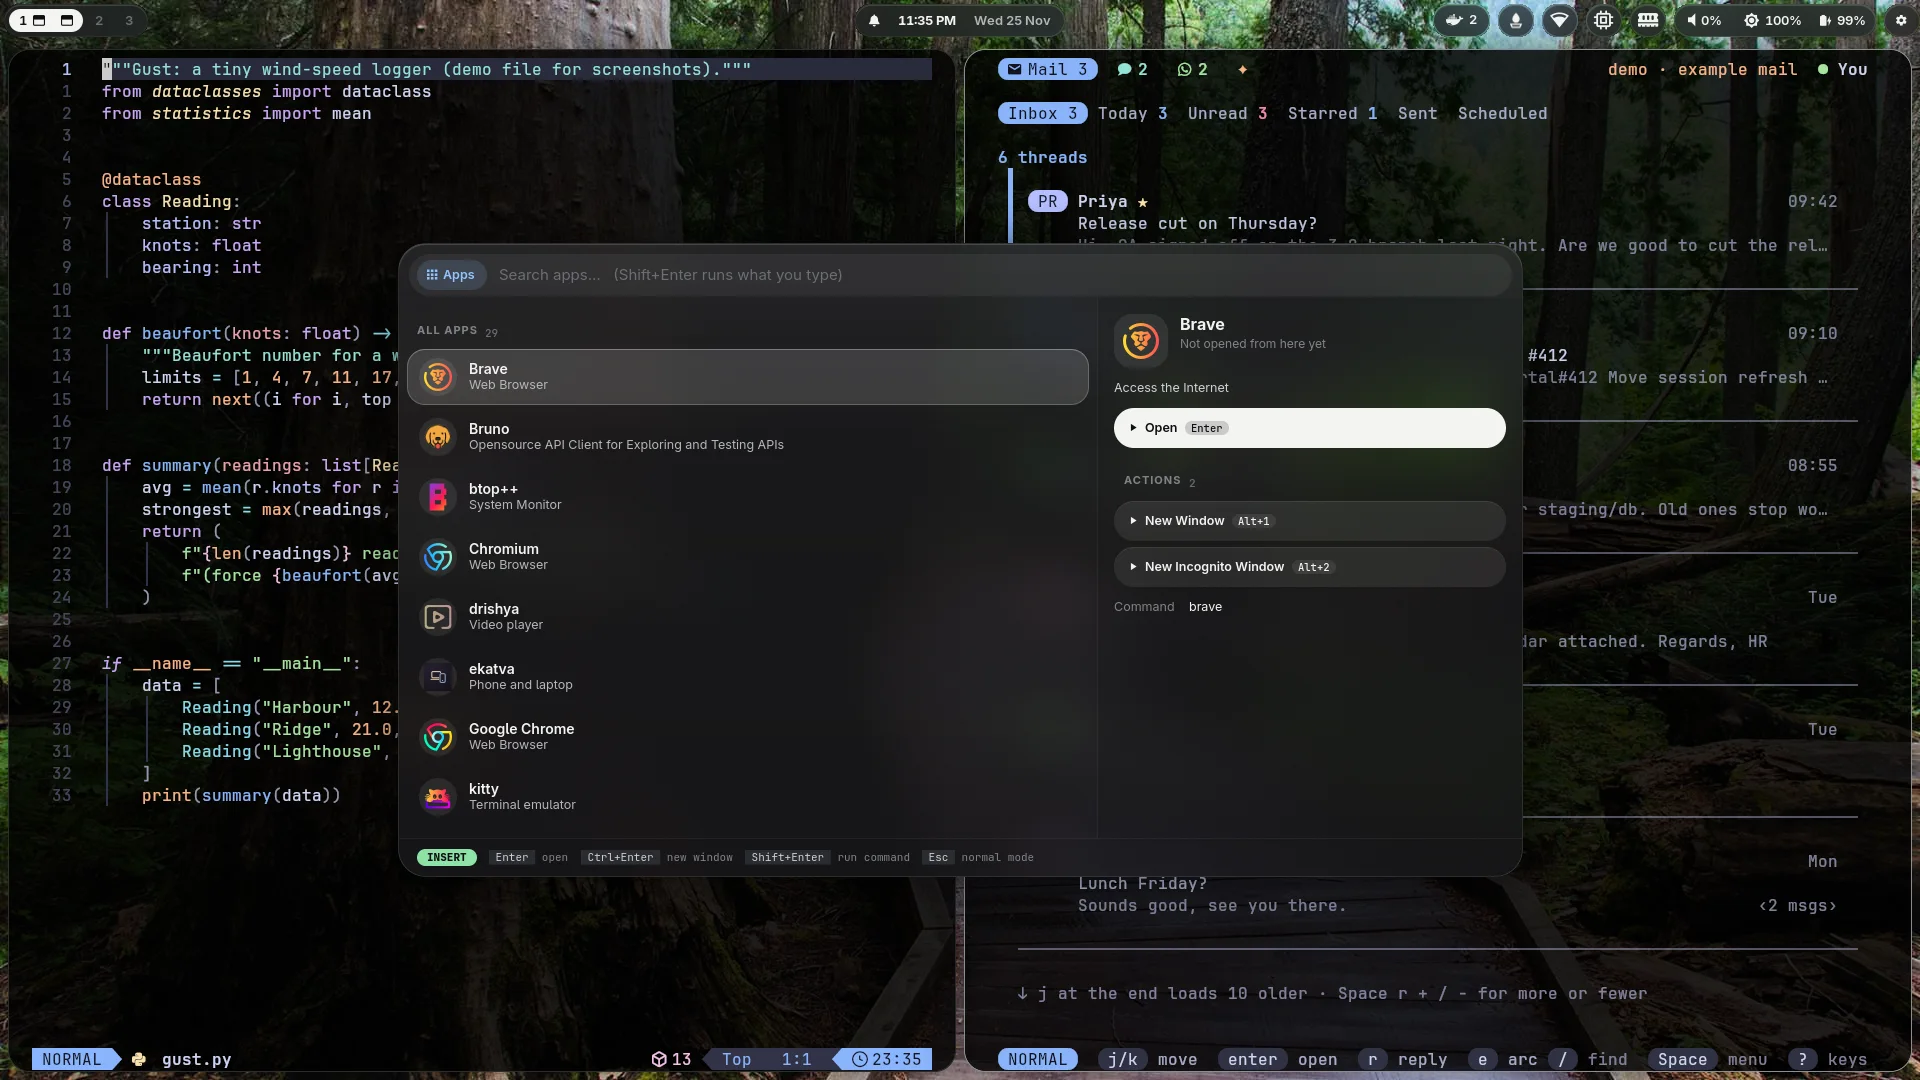 1 2 3
11:35 PM Wed 25 Nov
2 0% 100% 99%
1 """Gust: a tiny wind-speed logger (demo file for screenshots)."""
1 from dataclasses import dataclass
2 from statistics import mean
3
4
5 @dataclass
6 class Reading:
7 station: str
8 knots: float
9 bearing: int
10
11
12 def beaufort(knots: float) ->
13 """Beaufort number for a w
14 limits = [1, 4, 7, 11, 17,
15 return next((i for i, top
16
17
18 def summary(readings: list[Rea
19 avg = mean(r.knots for r i
20 strongest = max(readings,
21 return (
22 f"{len(readings)} read
23 f"(force {beaufort(avg
24 )
25
26
27 if __name__ == "__main__":
28 data = [
29 Reading("Harbour", 12.
30 Reading("Ridge", 21.0,
31 Reading("Lighthouse",
32 ]
33 print(summary(data))
NORMAL gust.py 13 Top 1:1 23:35
Mail 3 2 2 demo · example mail You
Inbox 3 Today 3 Unread 3 Starred 1 Sent Scheduled
6 threads
PR Priya 09:42
Release cut on Thursday?
night. Are we good to cut the rel…
09:10
#412
rtal#412 Move session refresh …
08:55
r staging/db. Old ones stop wo…
Tue
dar attached. Regards, HR
Tue
Mon
Lunch Friday?
Sounds good, see you there. ‹2 msgs›
↓ j at the end loads 10 older · Space r + / - for more or fewer
NORMAL j/k move enter open r reply e arc / find Space menu ? keys
Apps Search apps... (Shift+Enter runs what you type)
ALL APPS 29
Brave
Web Browser
Bruno
Opensource API Client for Exploring and Testing APIs
btop++
System Monitor
Chromium
Web Browser
drishya
Video player
ekatva
Phone and laptop
Google Chrome
Web Browser
kitty
Terminal emulator
Brave
Not opened from here yet
Access the Internet
Open Enter
ACTIONS 2
New Window Alt+1
New Incognito Window Alt+2
Command brave
INSERT Enter open Ctrl+Enter new window Shift+Enter run command Esc normal mode